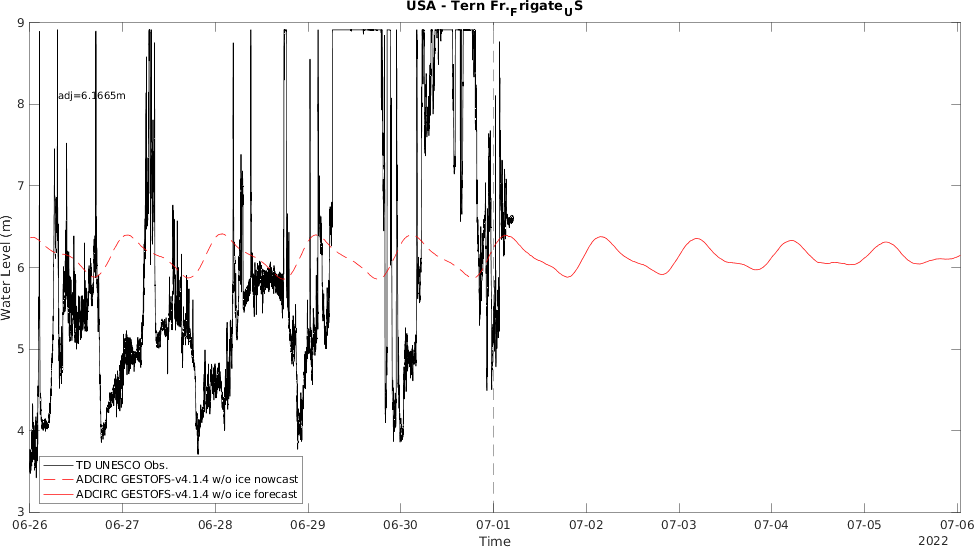 USA - Tern Fr.FrigateUS
9
8
adj=6.1665m
7
6
5
4
3
Water Level (m)
TD UNESCO Obs.
ADCIRC GESTOFS-v4.1.4 w/o ice nowcast
ADCIRC GESTOFS-v4.1.4 w/o ice forecast
06-26 06-27 06-28 06-29 06-30 07-01 07-02 07-03 07-04 07-05 07-06
Time
2022